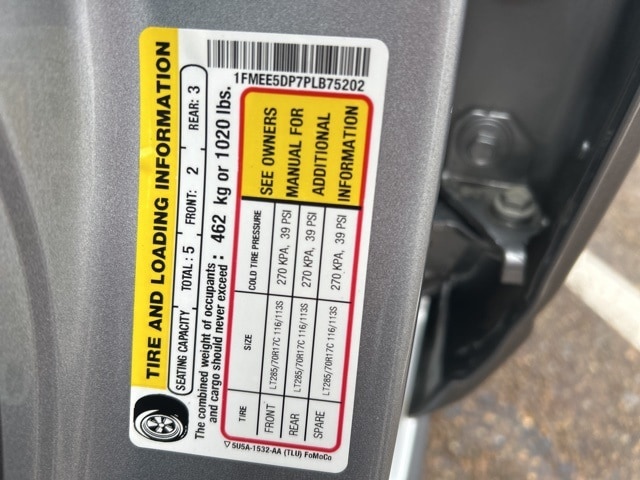 1FMEE5DP7PLB75202
TIRE AND LOADING INFORMATION
SEATING CAPACITY TOTAL : 5 FRONT: 2 REAR: 3
The combined weight of occupants
and cargo should never exceed : 462 kg or 1020 lbs.
TIRE SIZE COLD TIRE PRESSURE
FRONT LT285/70R17C 116/113S 270 KPA, 39 PSI
REAR LT285/70R17C 116/113S 270 KPA, 39 PSI
SPARE LT285/70R17C 116/113S 270 KPA, 39 PSI
SEE OWNERS
MANUAL FOR
ADDITIONAL
INFORMATION
5U5A-1532-AA (TLU) FoMoCo